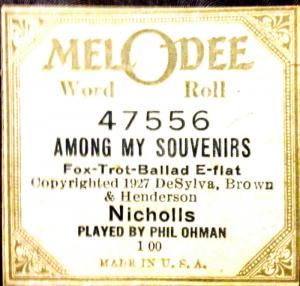 MELODEE
Word Roll
47556
AMONG MY SOUVENIRS
Fox-Trot-Ballad E-flat
Copyrighted 1927 DeSylva, Brown
& Henderson
Nicholls
PLAYED BY PHIL OHMAN
1 00
MADE IN U. S. A.